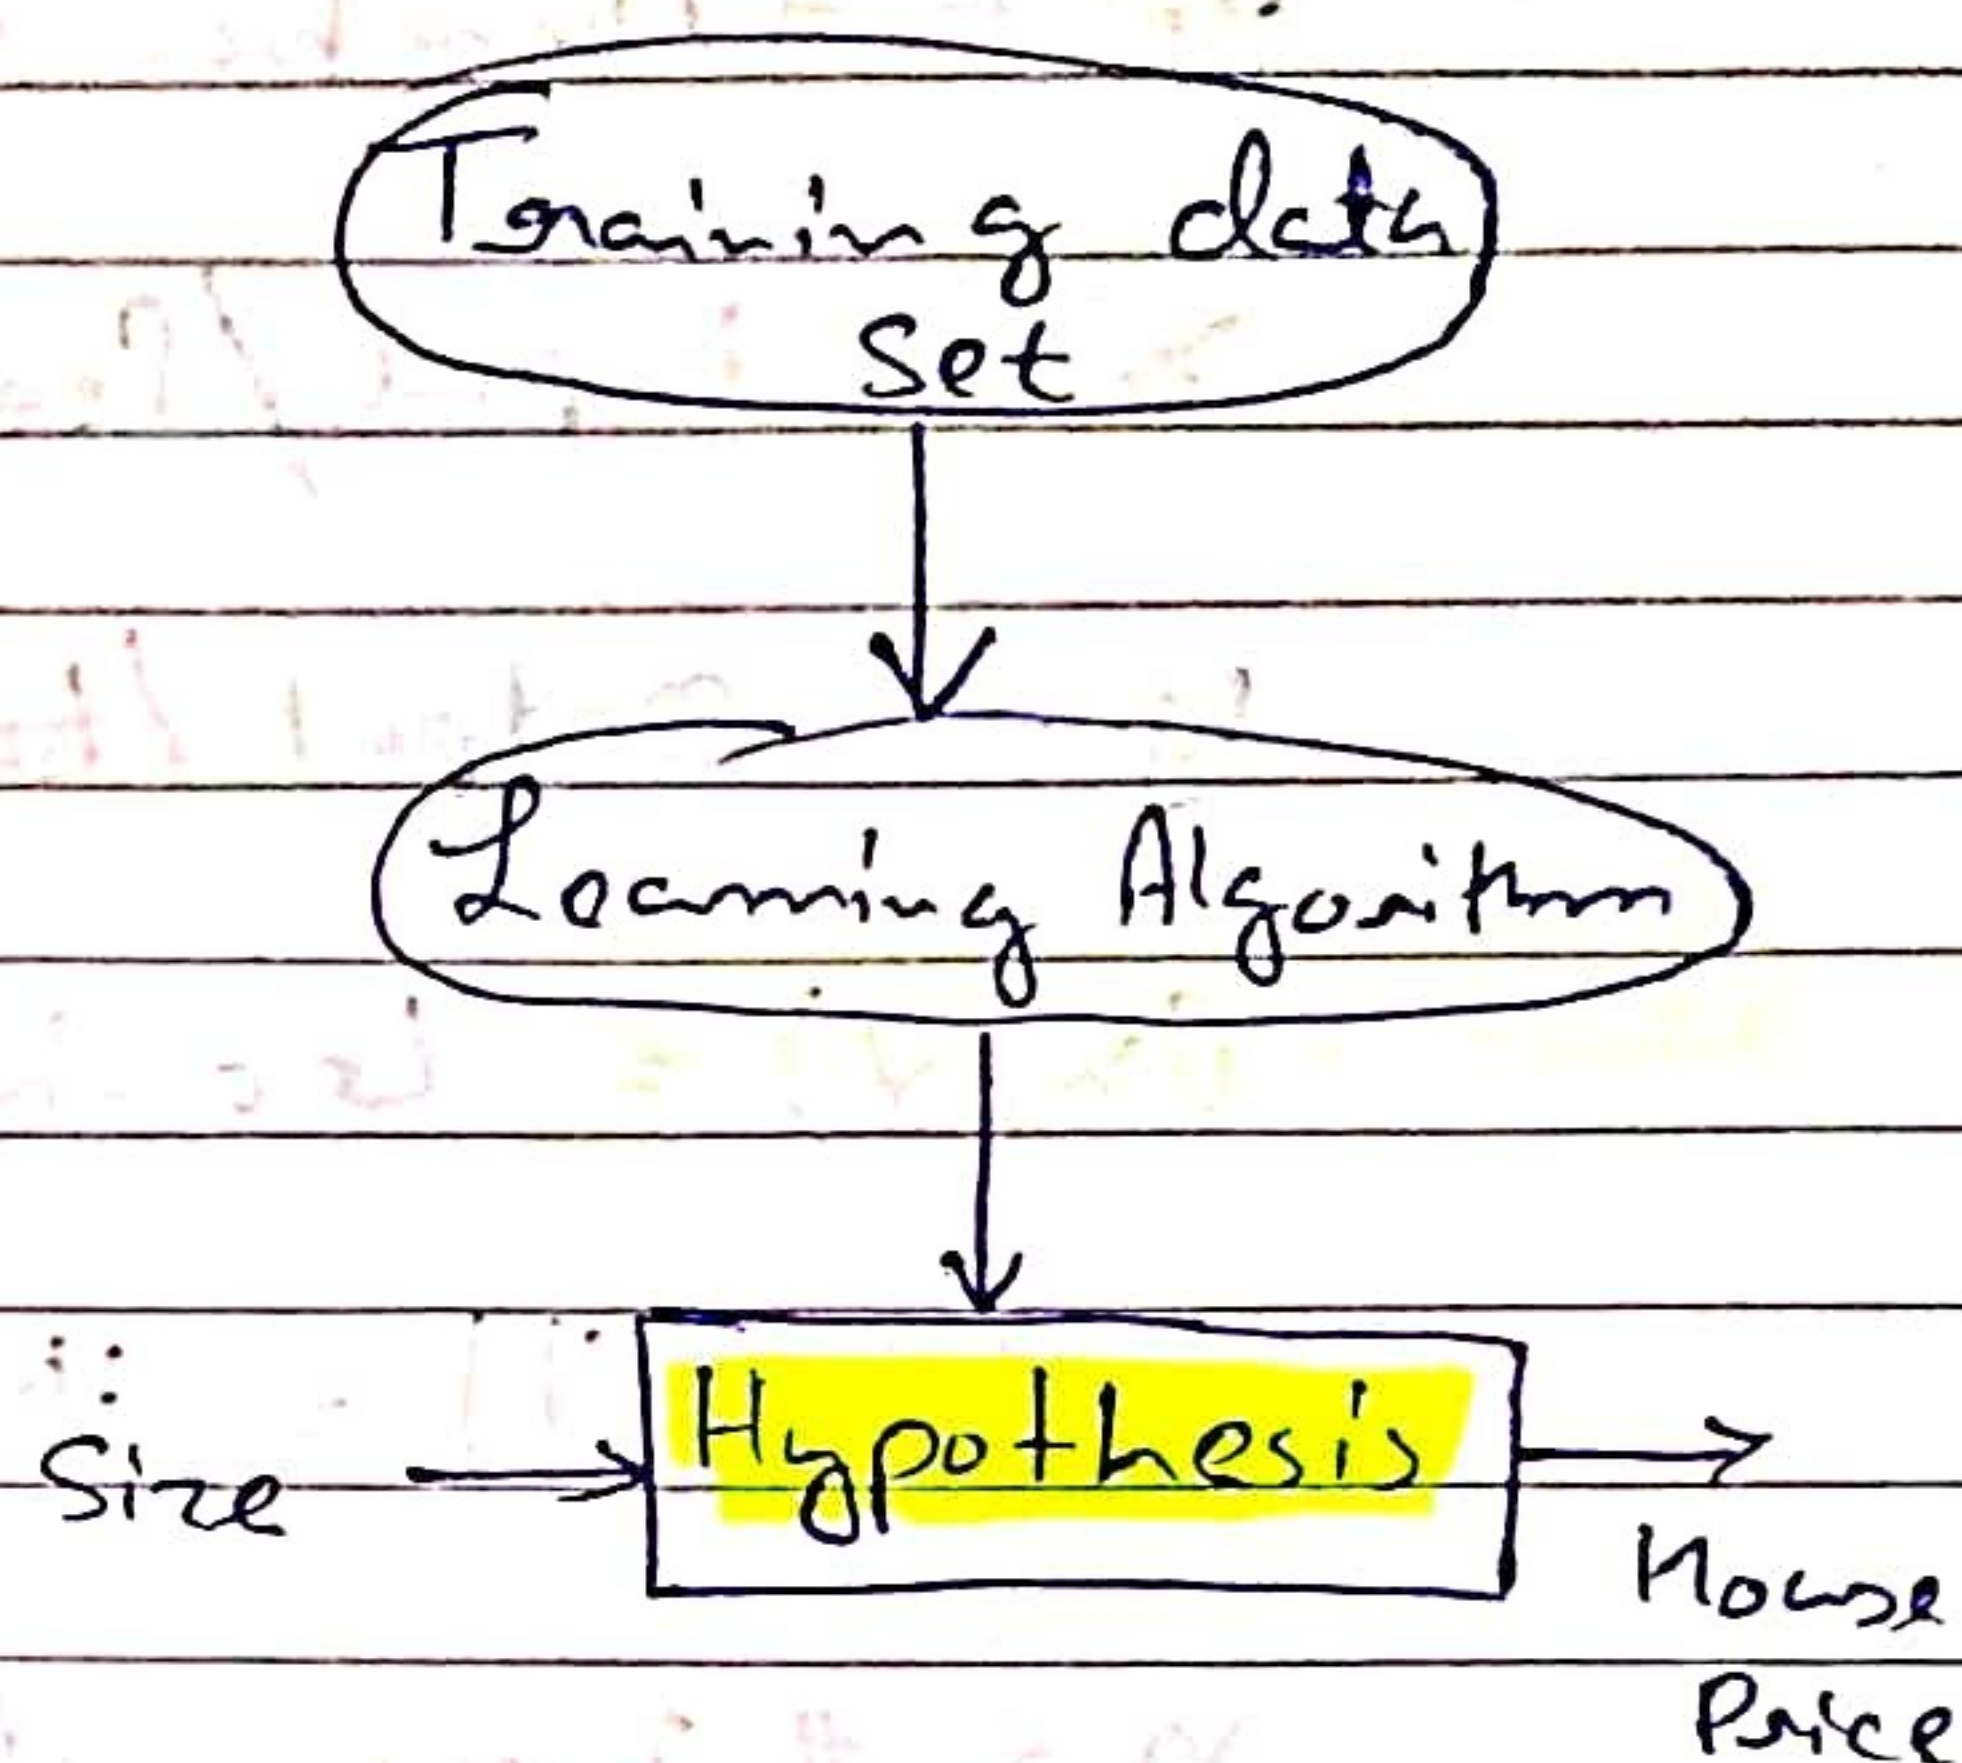 Training data
Set
Learning Algorithm
Size
Hypothesis
House
Price